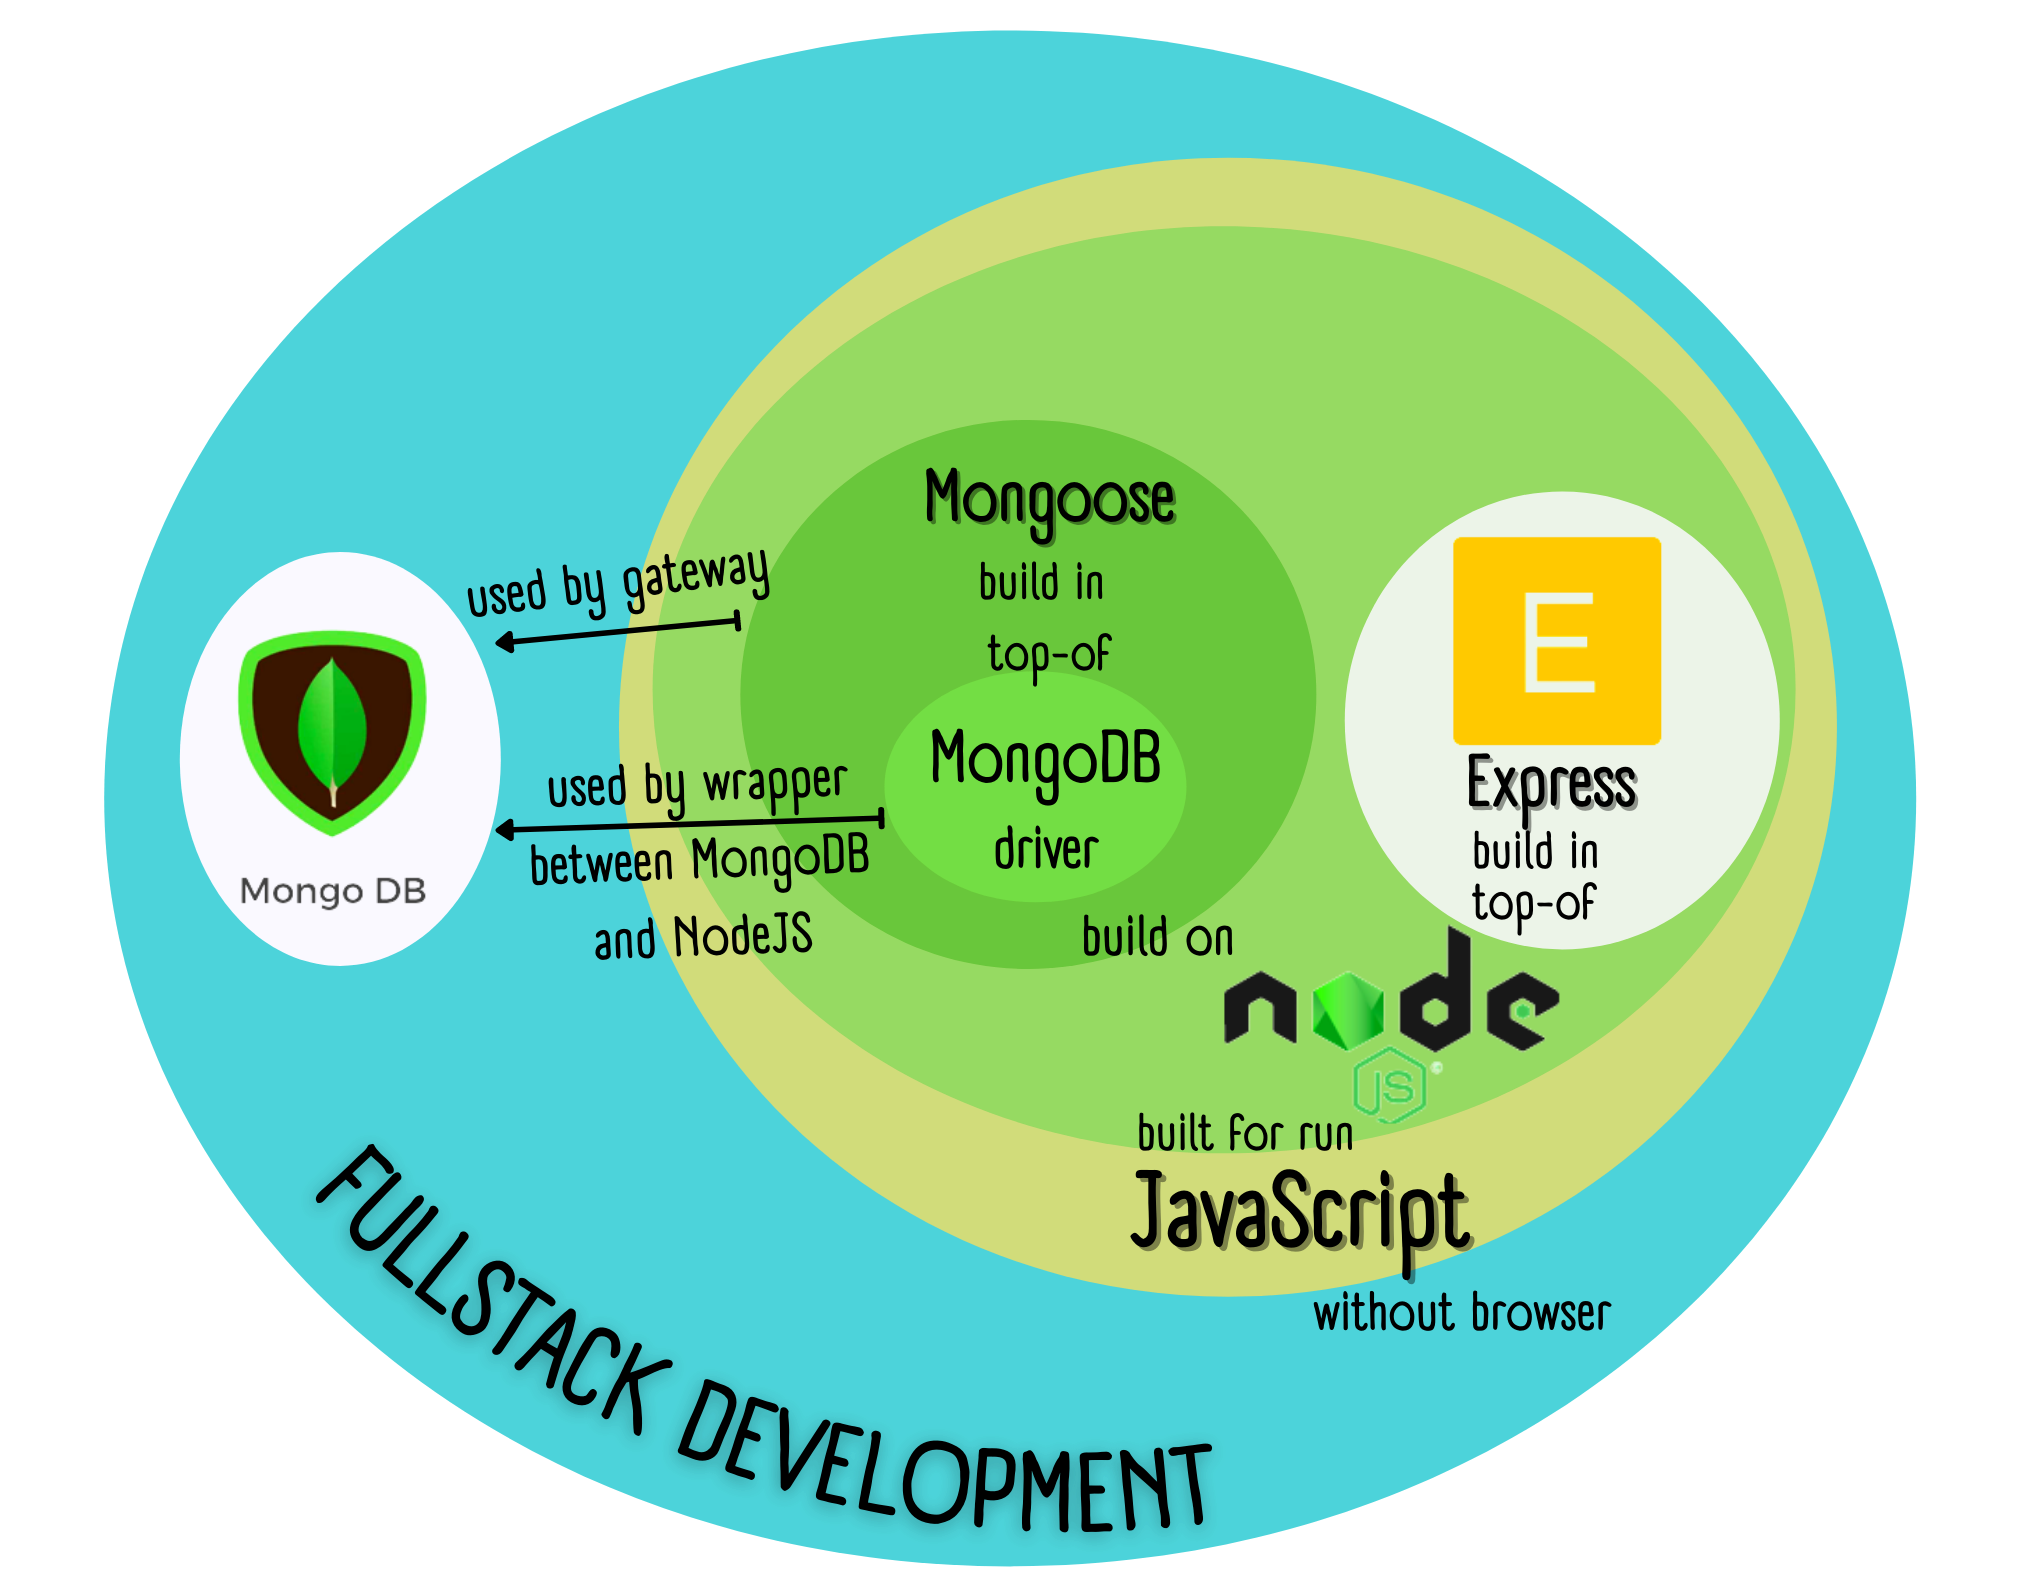 Mongoose
build in
top-of
MongoDB
driver
build on
used by gateway
used by wrapper
between MongoDB
and NodeJS
Mongo DB
E
Express
build in
top-of
node
JS
built for run
JavaScript
without browser
FULLSTACK DEVELOPMENT